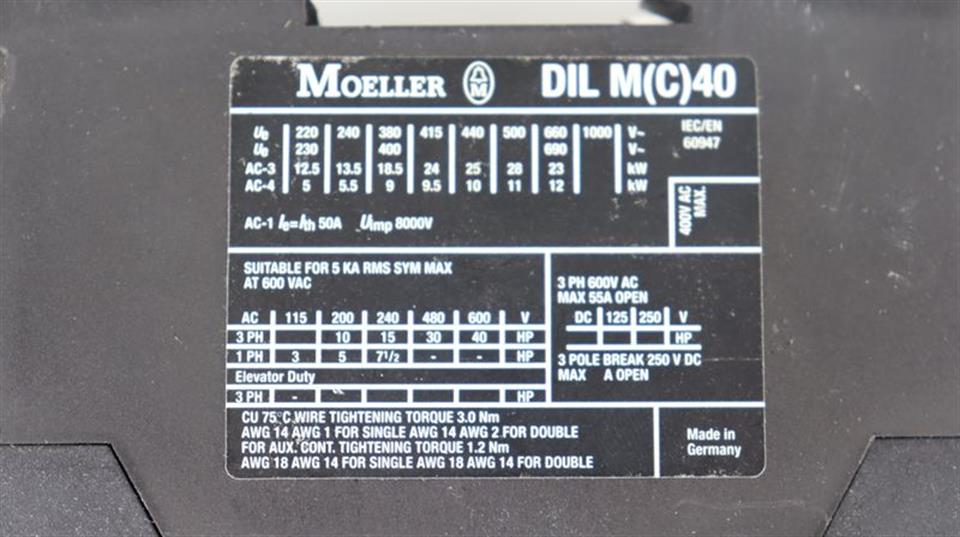 MOELLER M DIL M(C)40
Ue 220 240 380 415 440 500 660 1000 V~
Ue 230 400 690 V~
AC-3 12.5 13.5 18.5 24 25 28 23 kW
AC-4 5 5.5 9 9.5 10 11 12 kW
IEC/EN
60947
400V AC
MAX.
AC-1 Ie=Ith 50A Uimp 8000V
SUITABLE FOR 5 KA RMS SYM MAX
AT 600 VAC
AC 115 200 240 480 600 V
3 PH 10 15 30 40 HP
1 PH 3 5 7 1/2 - - HP
Elevator Duty
3 PH - HP
3 PH 600V AC
MAX 55A OPEN
DC 125 250 V
HP
3 POLE BREAK 250 V DC
MAX A OPEN
CU 75°C WIRE TIGHTENING TORQUE 3.0 Nm
AWG 14 AWG 1 FOR SINGLE AWG 14 AWG 2 FOR DOUBLE
FOR AUX. CONT. TIGHTENING TORQUE 1.2 Nm
AWG 18 AWG 14 FOR SINGLE AWG 18 AWG 14 FOR DOUBLE
Made in
Germany